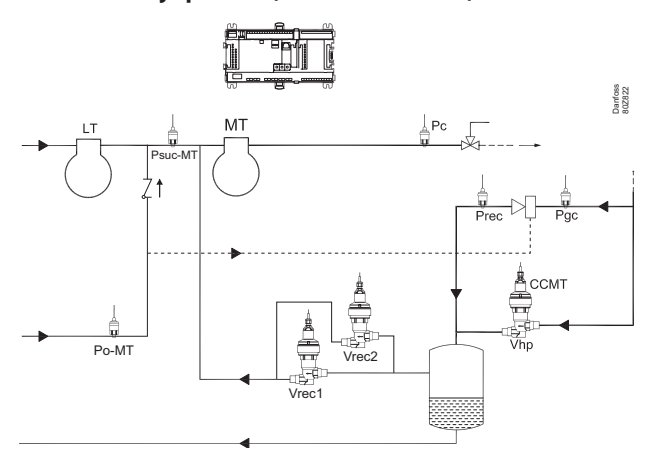 Danfoss
80Z822
LT
MT
Pc
Psuc-MT
Prec
Pgc
CCMT
Po-MT
Vrec2
Vhp
Vrec1